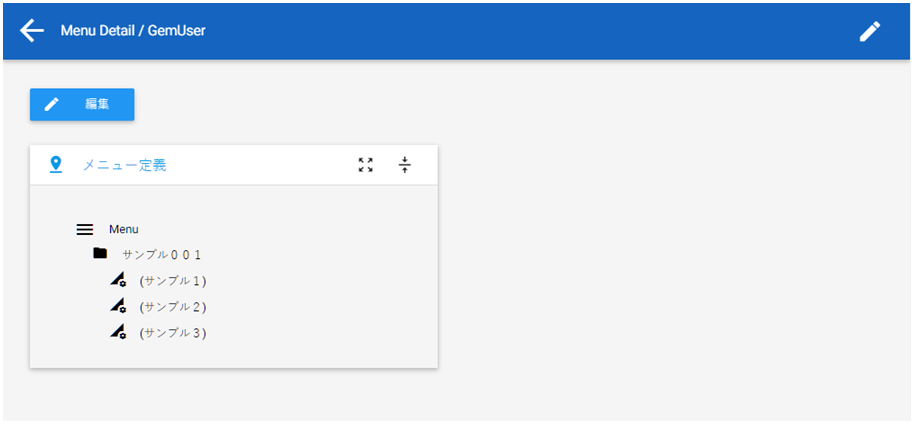 Menu Detail / GemUser
編集
メニュー定義
Menu
サンプル００１
(サンプル１)
(サンプル２)
(サンプル３)